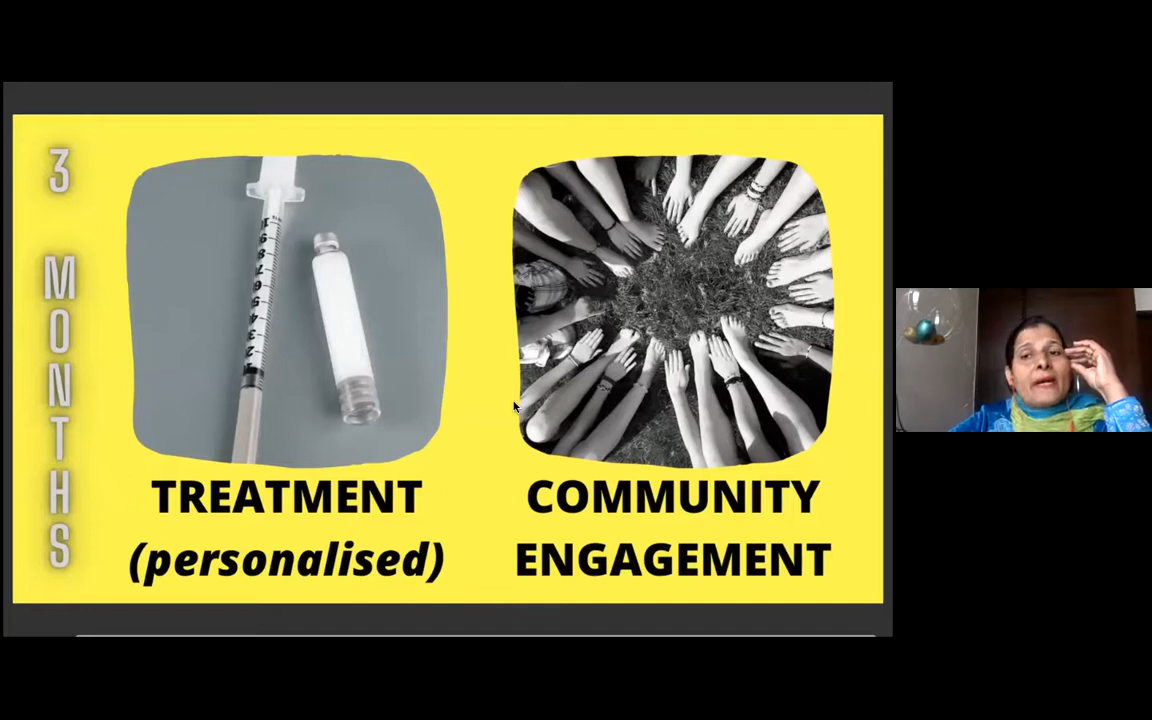 3 MONTHS
TREATMENT
(personalised)
COMMUNITY
ENGAGEMENT